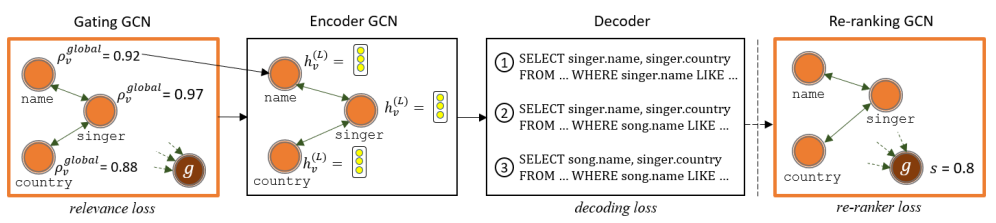 Gating GCN
Encoder GCN
Decoder
Re-ranking GCN
ρ_v^{global} = 0.92
name
ρ_v^{global} = 0.97
singer
ρ_v^{global} = 0.88
country
g
h_v^{(L)} =
name
h_v^{(L)} =
singer
h_v^{(L)} =
country
1 SELECT singer.name, singer.country
FROM ... WHERE singer.name LIKE ...
2 SELECT singer.name, singer.country
FROM ... WHERE song.name LIKE ...
3 SELECT song.name, singer.country
FROM ... WHERE song.name LIKE ...
name
singer
country
g
s = 0.8
relevance loss
decoding loss
re-ranker loss